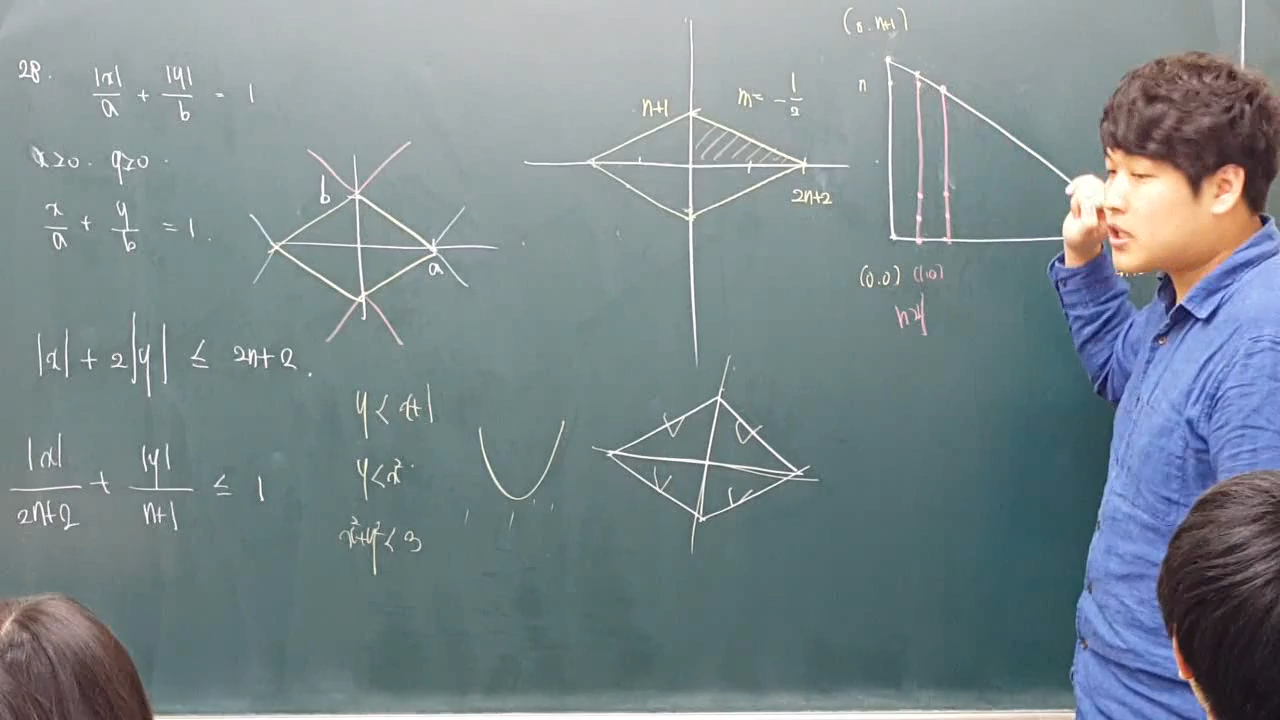 28. |x|/a + |y|/b = 1
x>0. y>0.
x/a + y/b = 1.
|x| + 2|y| ≤ 2n+2.
|x|/2n+2 + |y|/n+1 ≤ 1
b
a
y < x+1
y < x²
x²+y² < 3
n+1
m = -1/2
2n+2
(0, n+1)
n
(0.0) (1,0)